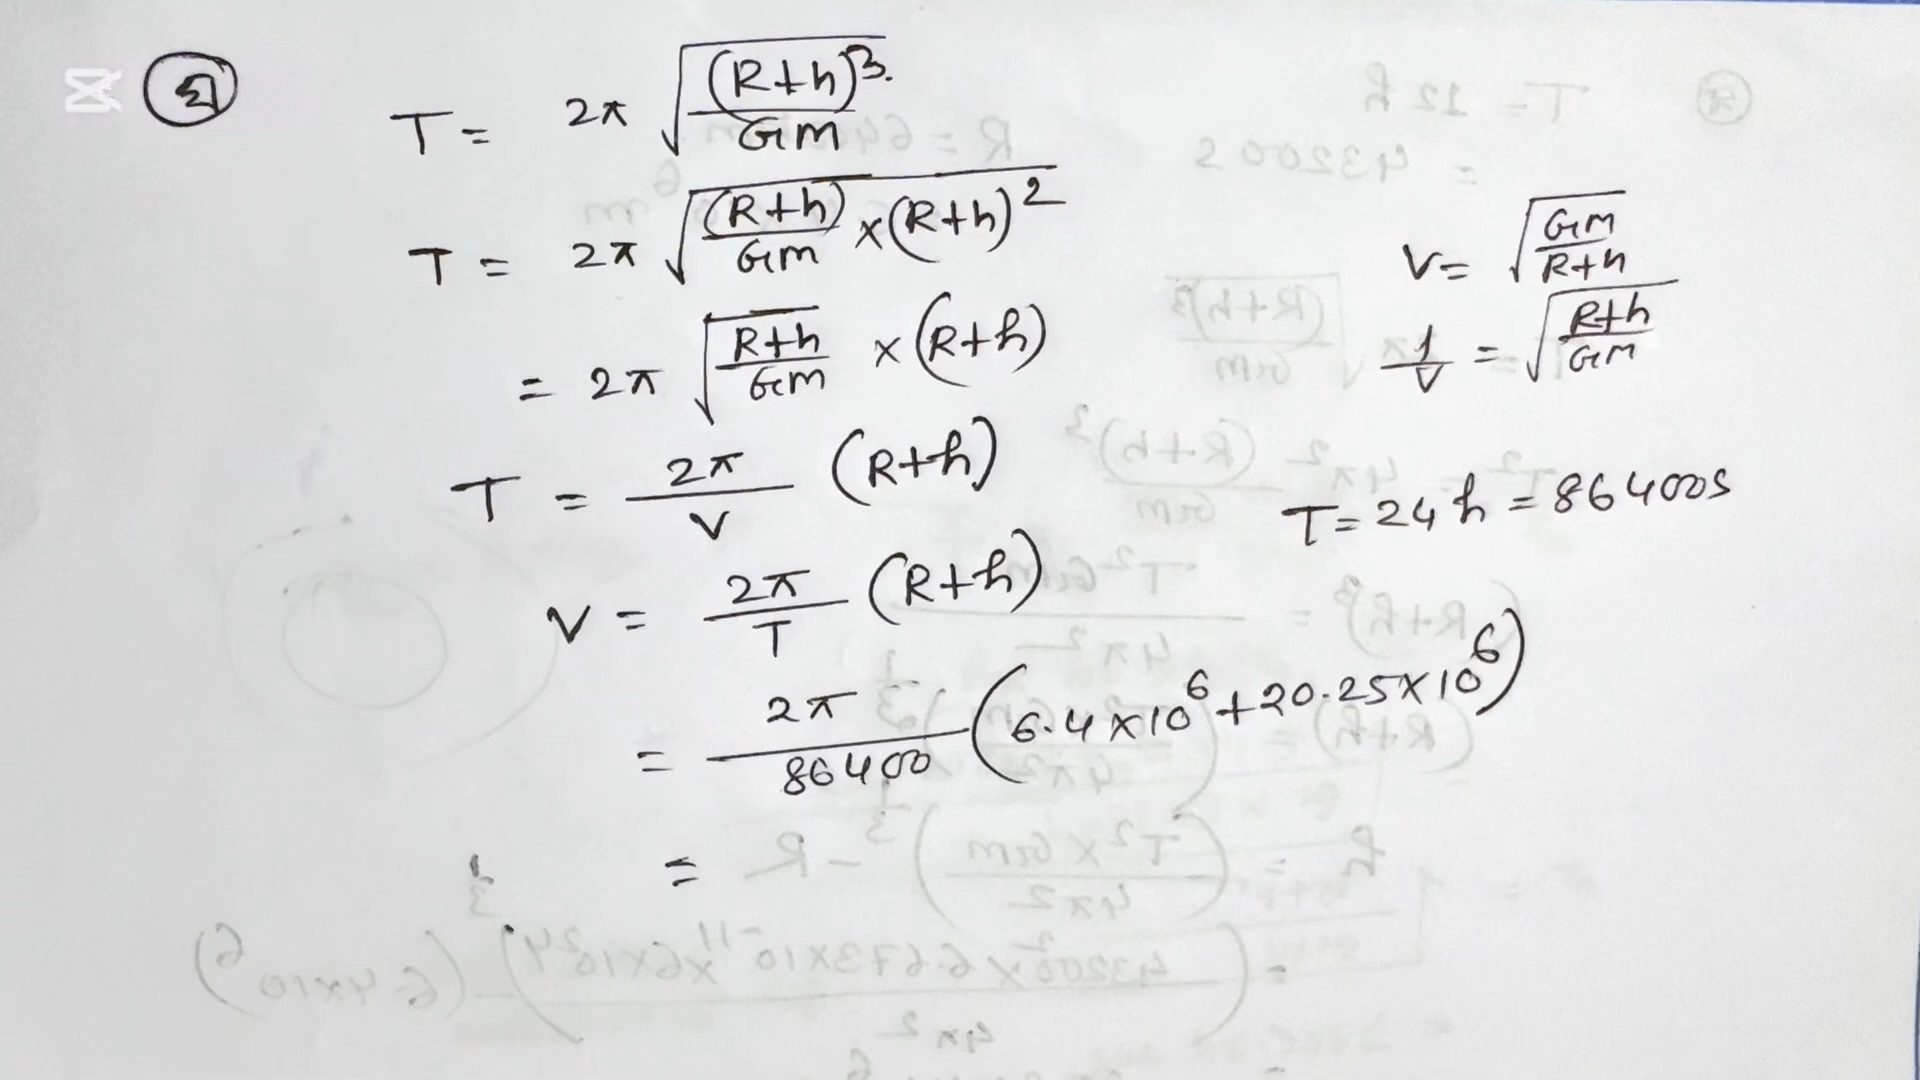 ঘ
T = 2π √((R+h)³/GM)
T = 2π √((R+h)/GM × (R+h)²)
= 2π √(R+h/GM) × (R+h)
V = √(GM/R+h)
1/V = √(R+h/GM)
T = 2π/V (R+h)
T = 24 h = 86400s
V = 2π/T (R+h)
= 2π/86400 (6.4×10⁶+20.25×10⁶)
=